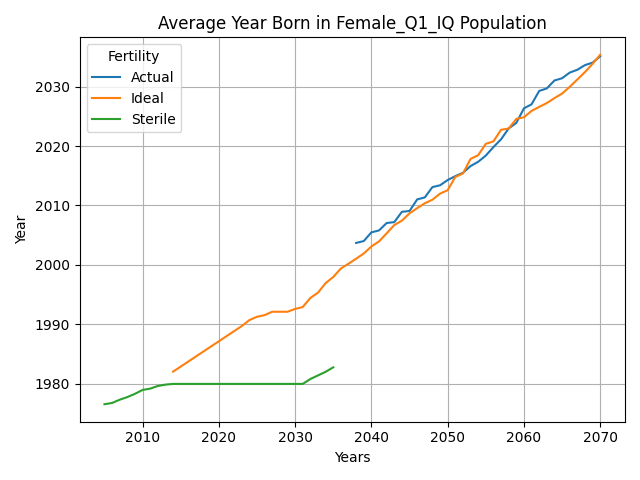 Average Year Born in Female_Q1_IQ Population
Fertility
Actual
Ideal
Sterile
Year
2030
2020
2010
2000
1990
1980
2010 2020 2030 2040 2050 2060 2070
Years